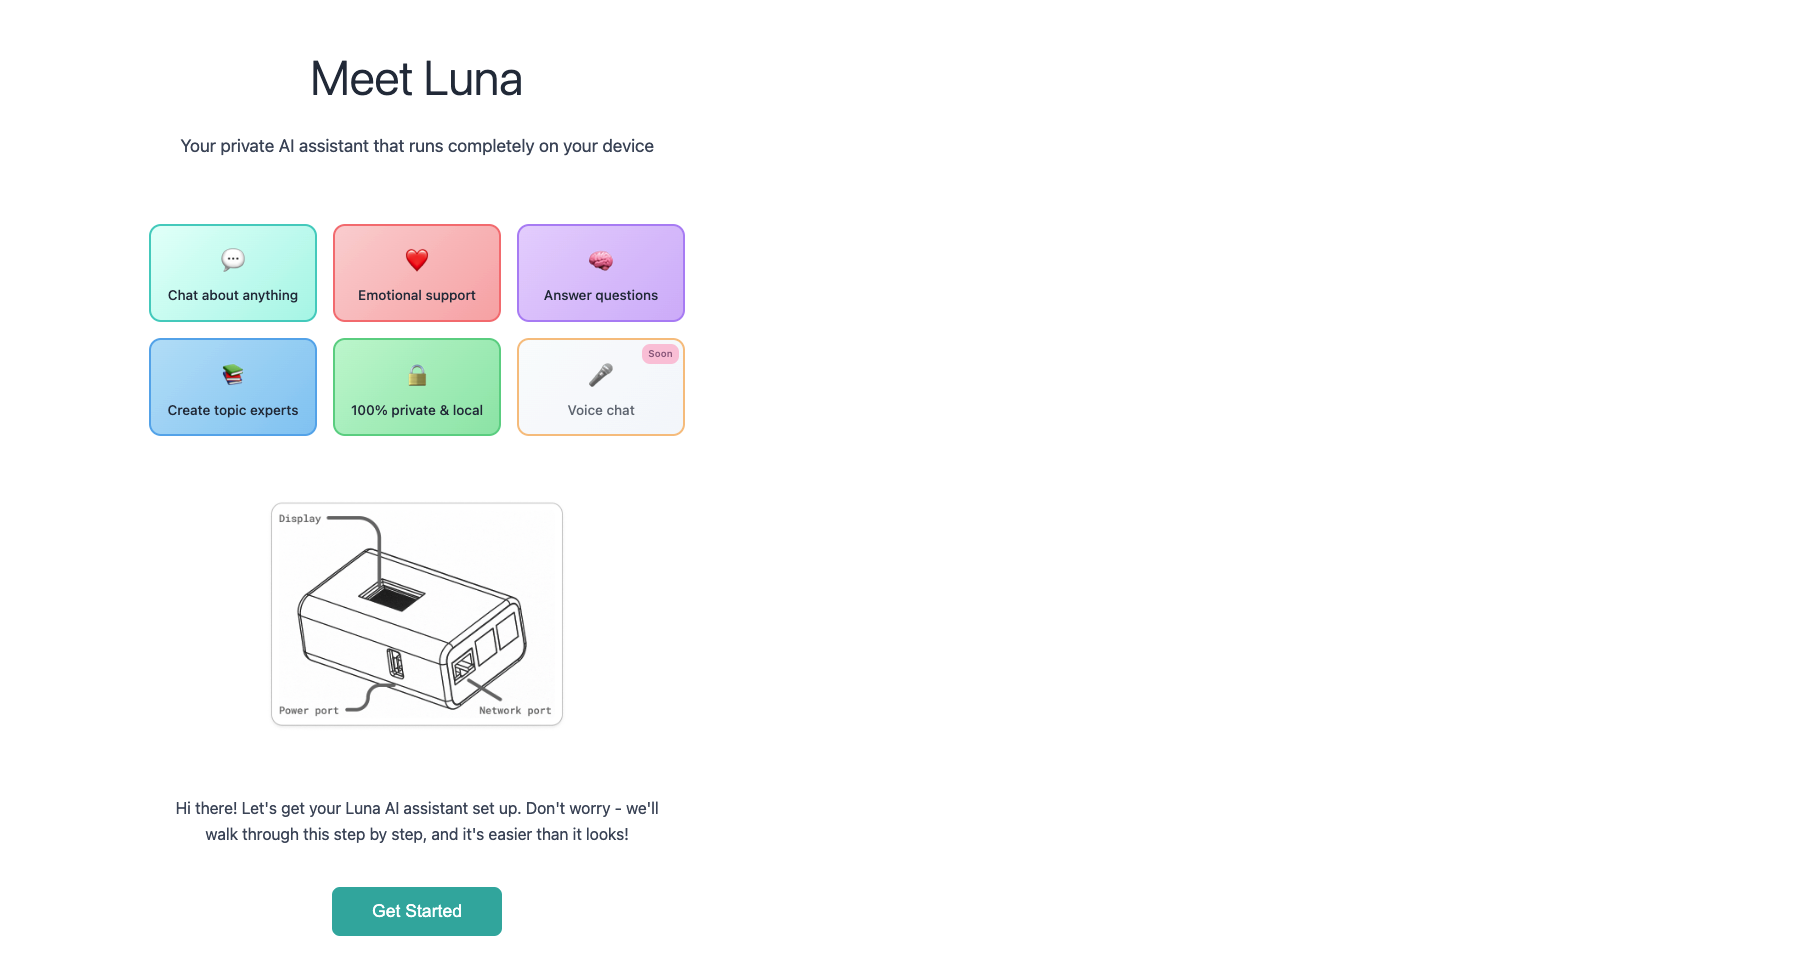 Meet Luna
Your private AI assistant that runs completely on your device
Chat about anything
Emotional support
Answer questions
Create topic experts
100% private & local
Soon
Voice chat
Display
Power port
Network port
Hi there! Let's get your Luna AI assistant set up. Don't worry - we'll
walk through this step by step, and it's easier than it looks!
Get Started